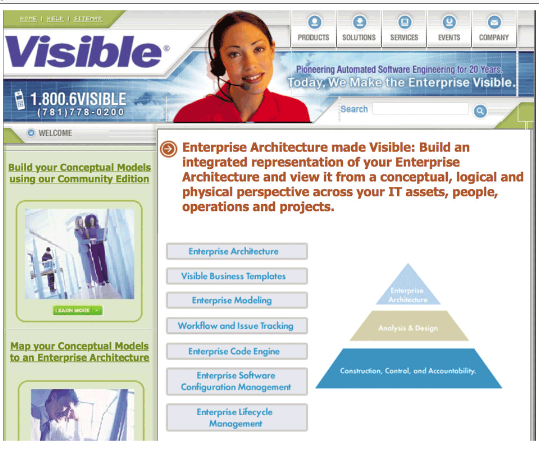 HOME | HELP | SITEMAP
Visible®
PRODUCTS
SOLUTIONS
SERVICES
EVENTS
COMPANY
Pioneering Automated Software Engineering for 20 Years.
Today, We Make the Enterprise Visible.
1.800.6VISIBLE
(781)778-0200
Search
WELCOME
Build your Conceptual Models
using our Community Edition
LEARN MORE
Map your Conceptual Models
to an Enterprise Architecture
Enterprise Architecture made Visible: Build an
integrated representation of your Enterprise
Architecture and view it from a conceptual, logical and
physical perspective across your IT assets, people,
operations and projects.
Enterprise Architecture
Visible Business Templates
Enterprise Modeling
Workflow and Issue Tracking
Enterprise Code Engine
Enterprise Software
Configuration Management
Enterprise Lifecycle
Management
Enterprise
Architecture
Analysis & Design
Construction, Control, and Accountability.